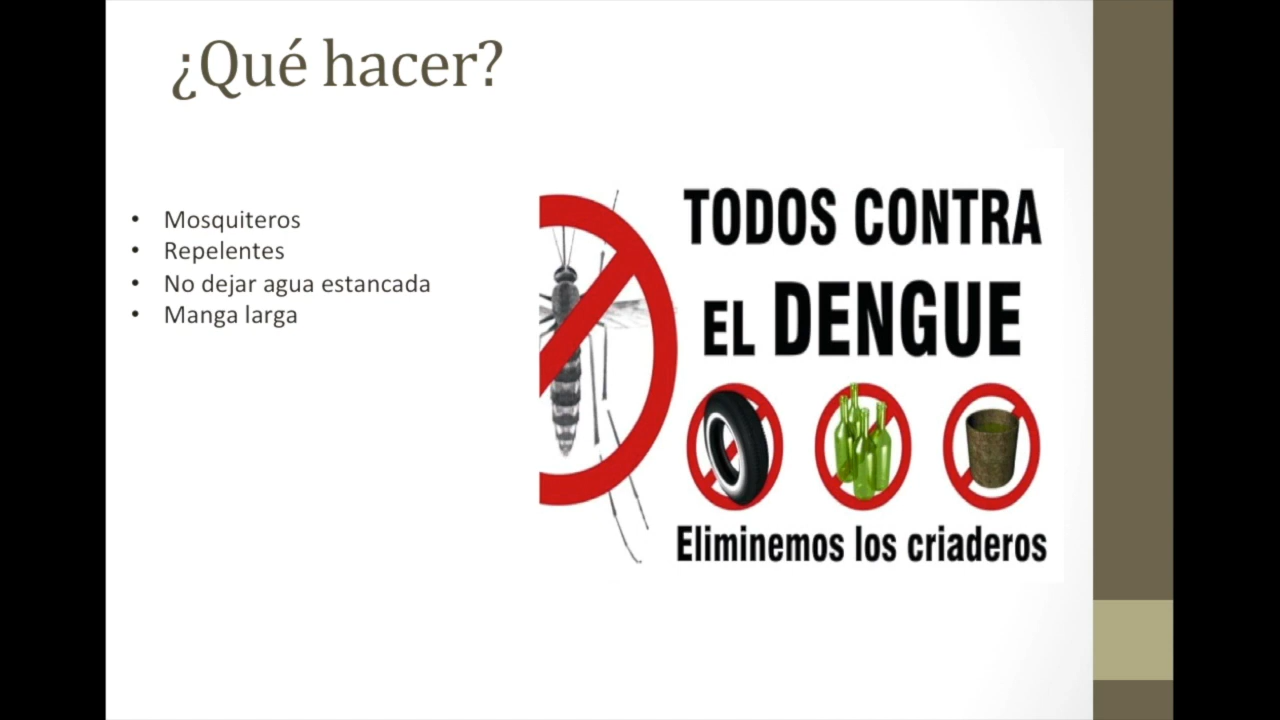 ¿Qué hacer?
• Mosquiteros
• Repelentes
• No dejar agua estancada
• Manga larga
TODOS CONTRA
EL DENGUE
Eliminemos los criaderos